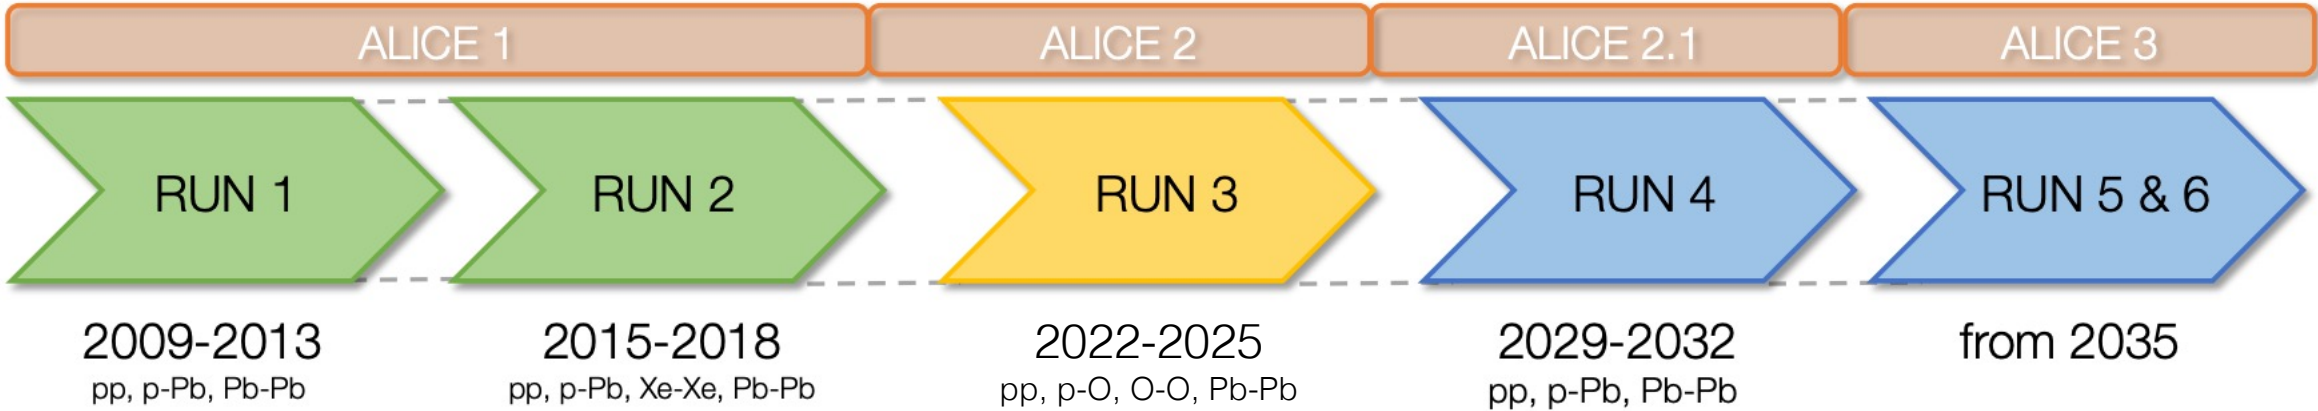 ALICE 1
ALICE 2
ALICE 2.1
ALICE 3
RUN 1
RUN 2
RUN 3
RUN 4
RUN 5 & 6
2009-2013
pp, p-Pb, Pb-Pb
2015-2018
pp, p-Pb, Xe-Xe, Pb-Pb
2022-2025
pp, p-O, O-O, Pb-Pb
2029-2032
pp, p-Pb, Pb-Pb
from 2035